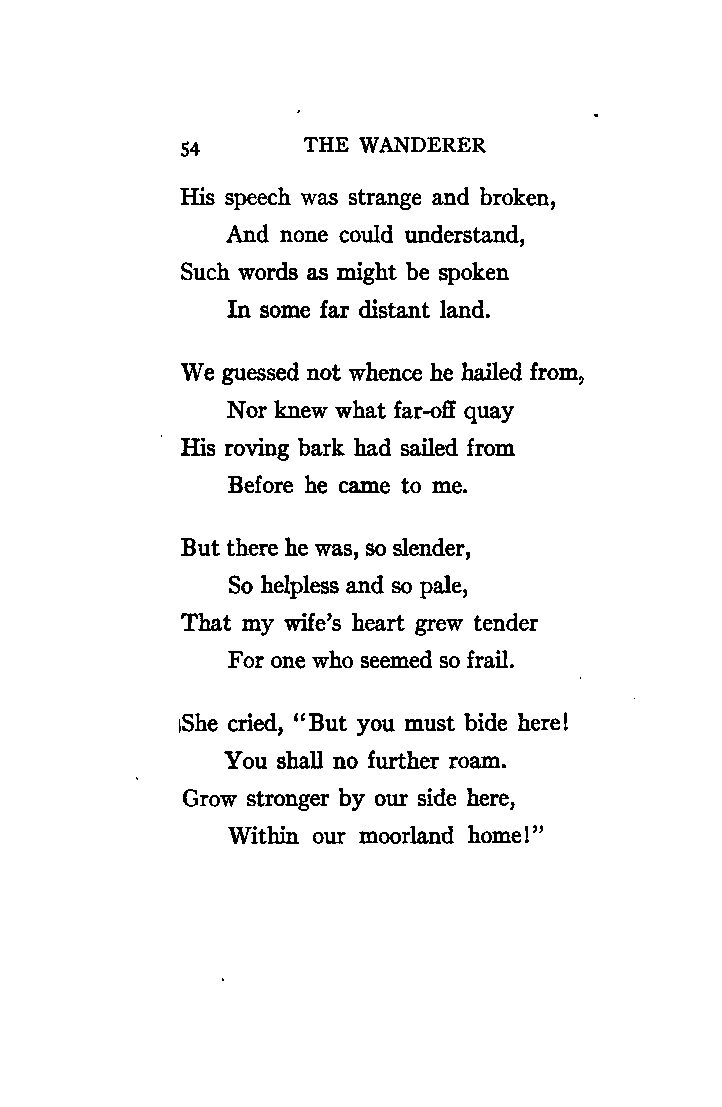 54 THE WANDERER
His speech was strange and broken,
And none could understand,
Such words as might be spoken
In some far distant land.
We guessed not whence he hailed from,
Nor knew what far-off quay
His roving bark had sailed from
Before he came to me.
But there he was, so slender,
So helpless and so pale,
That my wife's heart grew tender
For one who seemed so frail.
She cried, "But you must bide here!
You shall no further roam.
Grow stronger by our side here,
Within our moorland home!"